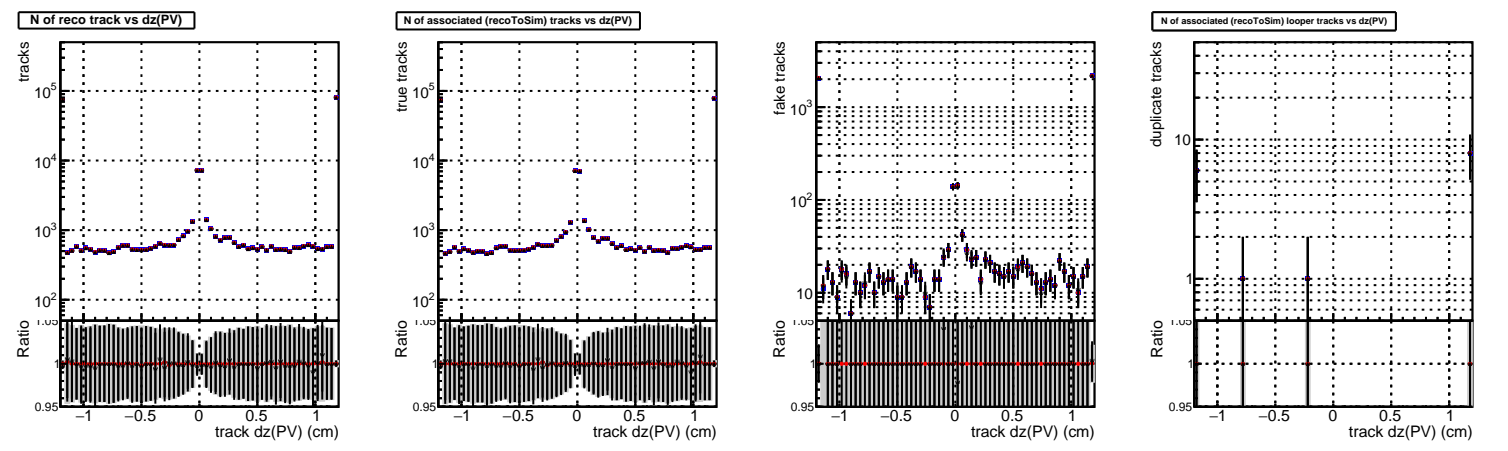 N of reco track vs dz(PV)
tracks
10^5
10^4
10^3
10^2
Ratio
1.05
1
0.95
−1 −0.5 0 0.5 1
track dz(PV) (cm)
N of associated (recoToSim) tracks vs dz(PV)
true tracks
10^5
10^4
10^3
10^2
Ratio
1.05
1
0.95
−1 −0.5 0 0.5 1
track dz(PV) (cm)
fake tracks
10^3
10^2
10
Ratio
1.05
1
0.95
−1 −0.5 0 0.5 1
track dz(PV) (cm)
N of associated (recoToSim) looper tracks vs dz(PV)
duplicate tracks
10
1
Ratio
1.05
1
0.95
−1 −0.5 0 0.5 1
track dz(PV) (cm)